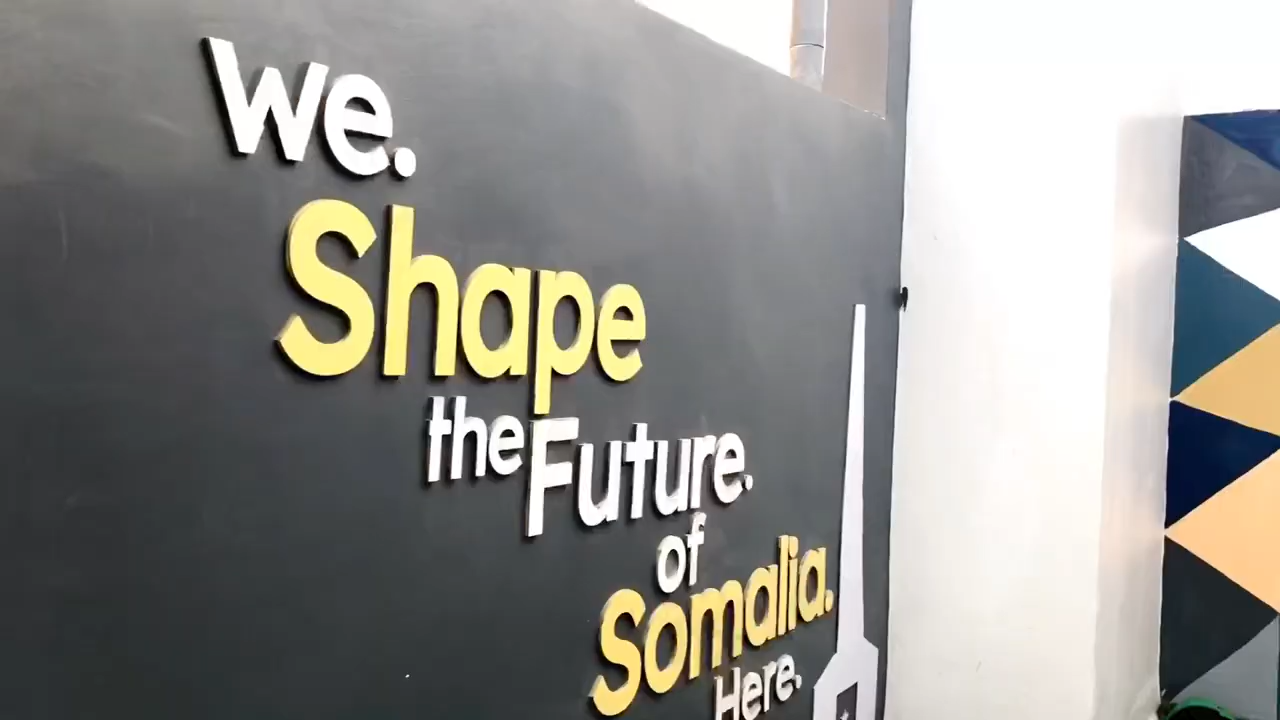 we.
Shape
the Future.
of
Somalia.
Here.